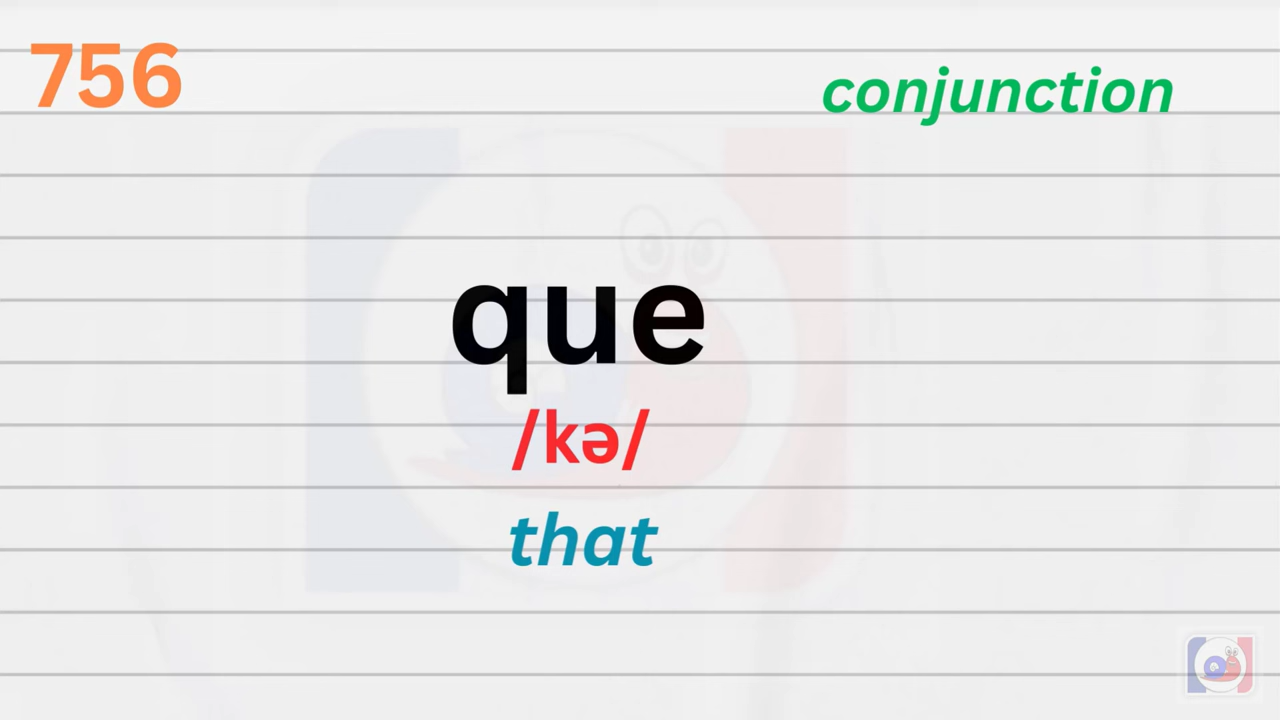 756
conjunction
que
/kə/
that